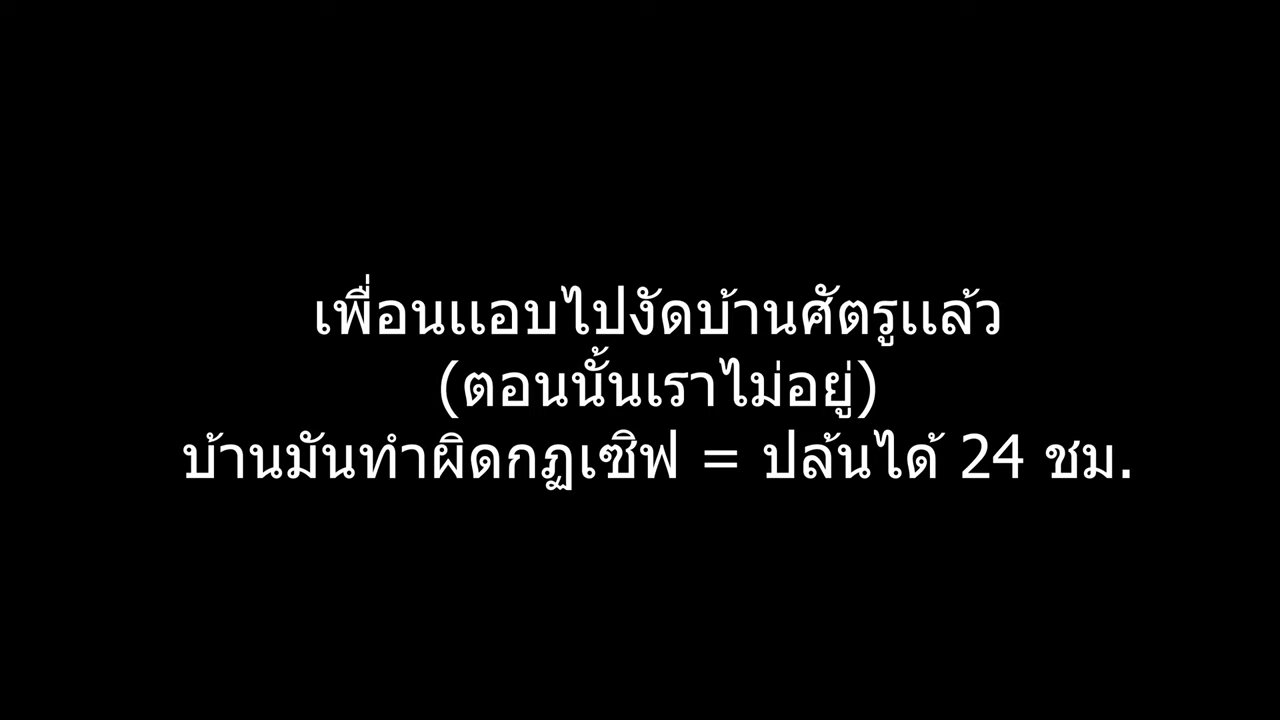 เพื่อนแอบไปงัดบ้านศัตรูแล้ว
(ตอนนั้นเราไม่อยู่)
บ้านมันทำผิดกฏเซิฟ = ปล้นได้ 24 ชม.